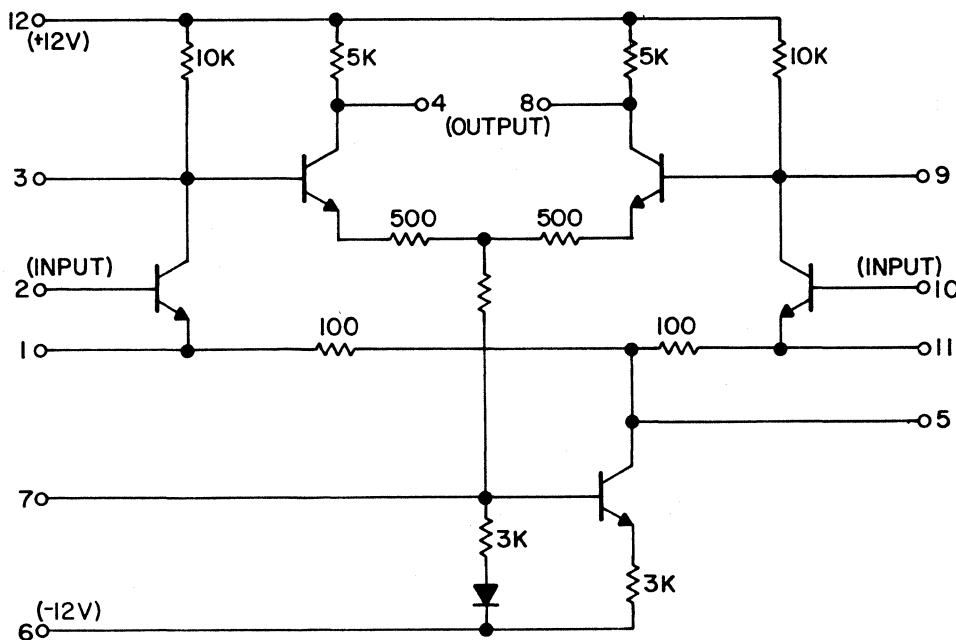 12
(+12V)
10K
5K
5K
10K
4
8
(OUTPUT)
3
9
500
500
(INPUT)
2
(INPUT)
10
100
100
1
11
5
7
3K
3K
(-12V)
6